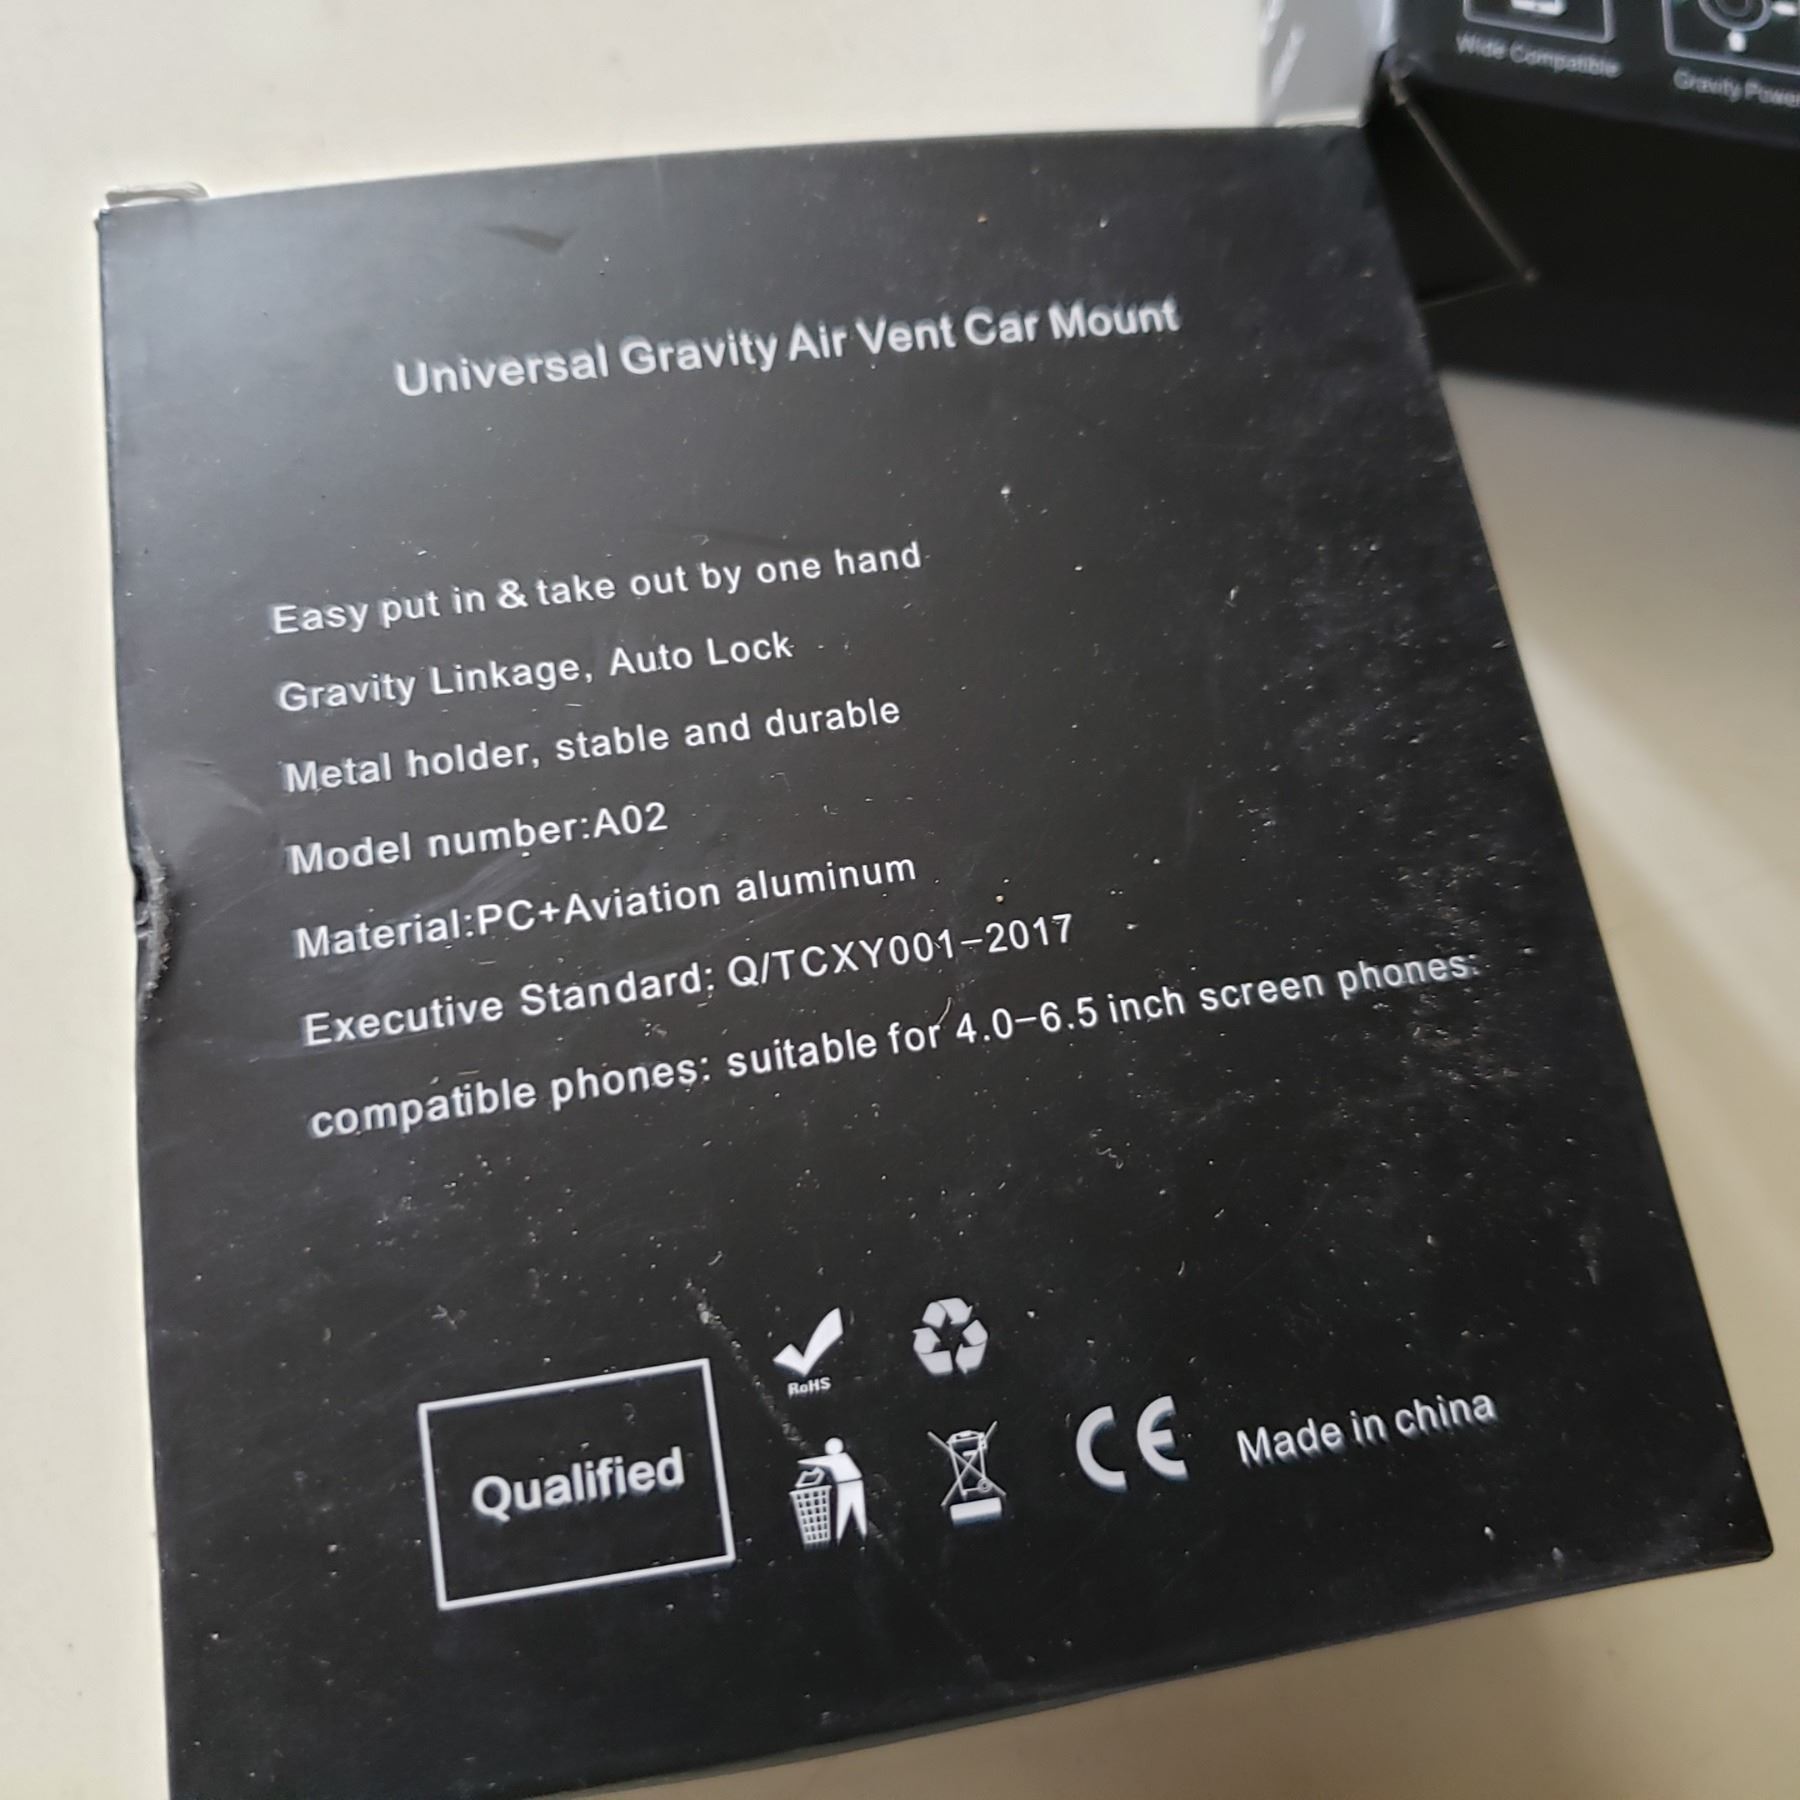 Wide Compatible
Gravity Power
Universal Gravity Air Vent Car Mount
Easy put in & take out by one hand
Gravity Linkage, Auto Lock
Metal holder, stable and durable
Model number:A02
Material:PC+Aviation aluminum
Executive Standard: Q/TCXY001-2017
compatible phones: suitable for 4.0-6.5 inch screen phones:
Qualified
RoHS
CE
Made in china